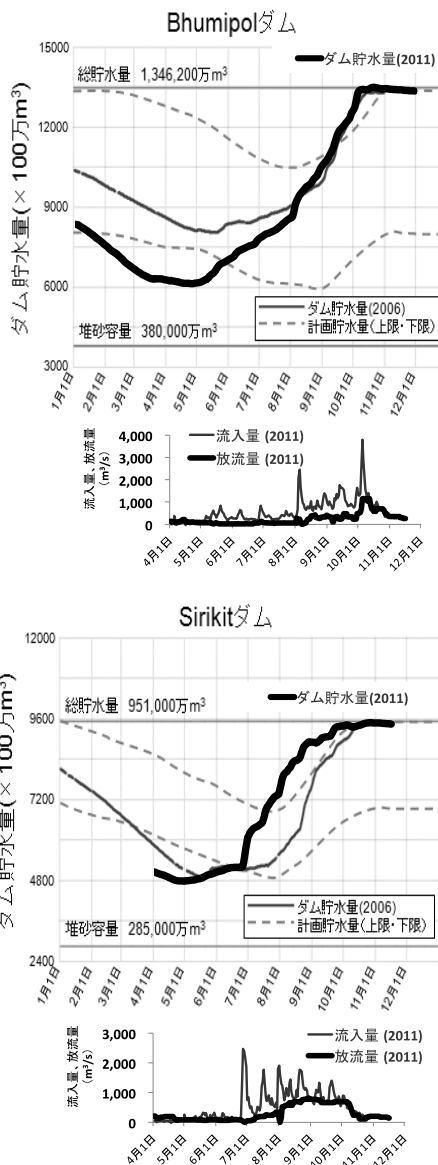 Bhumipolダム
15000
総貯水量 1,346,200万m³
ダム貯水量(2011)
12000
9000
6000
ダム貯水量(×100万m³)
ダム貯水量(2006)
計画貯水量(上限・下限)
堆砂容量 380,000万m³
3000
1月1日
2月1日
3月1日
4月1日
5月1日
6月1日
7月1日
8月1日
9月1日
10月1日
11月1日
12月1日
流入量、放流量
(m³/s)
4,000
3,000
2,000
1,000
0
流入量 (2011)
放流量 (2011)
4月1日
5月1日
6月1日
7月1日
8月1日
9月1日
10月1日
11月1日
12月1日
Sirikitダム
12000
総貯水量 951,000万m³
ダム貯水量(2011)
9600
7200
4800
ダム貯水量(×100万m³)
ダム貯水量(2006)
計画貯水量(上限・下限)
堆砂容量 285,000万m³
2400
1月1日
2月1日
3月1日
4月1日
5月1日
6月1日
7月1日
8月1日
9月1日
10月1日
11月1日
12月1日
流入量、放流量
(m³/s)
3,000
2,000
1,000
0
流入量 (2011)
放流量 (2011)
4月1日
5月1日
6月1日
7月1日
8月1日
9月1日
10月1日
11月1日
12月1日